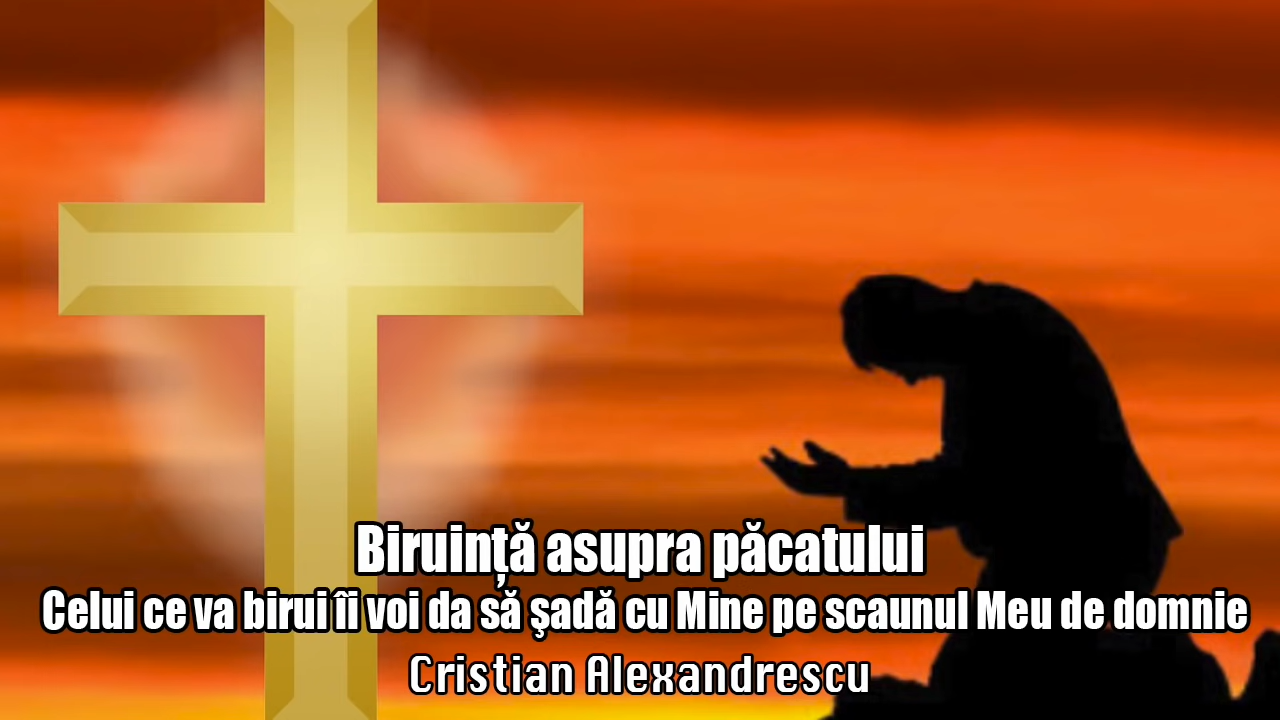 Biruință asupra păcatului
Celui ce va birui îi voi da să şadă cu Mine pe scaunul Meu de domnie
Cristian Alexandrescu